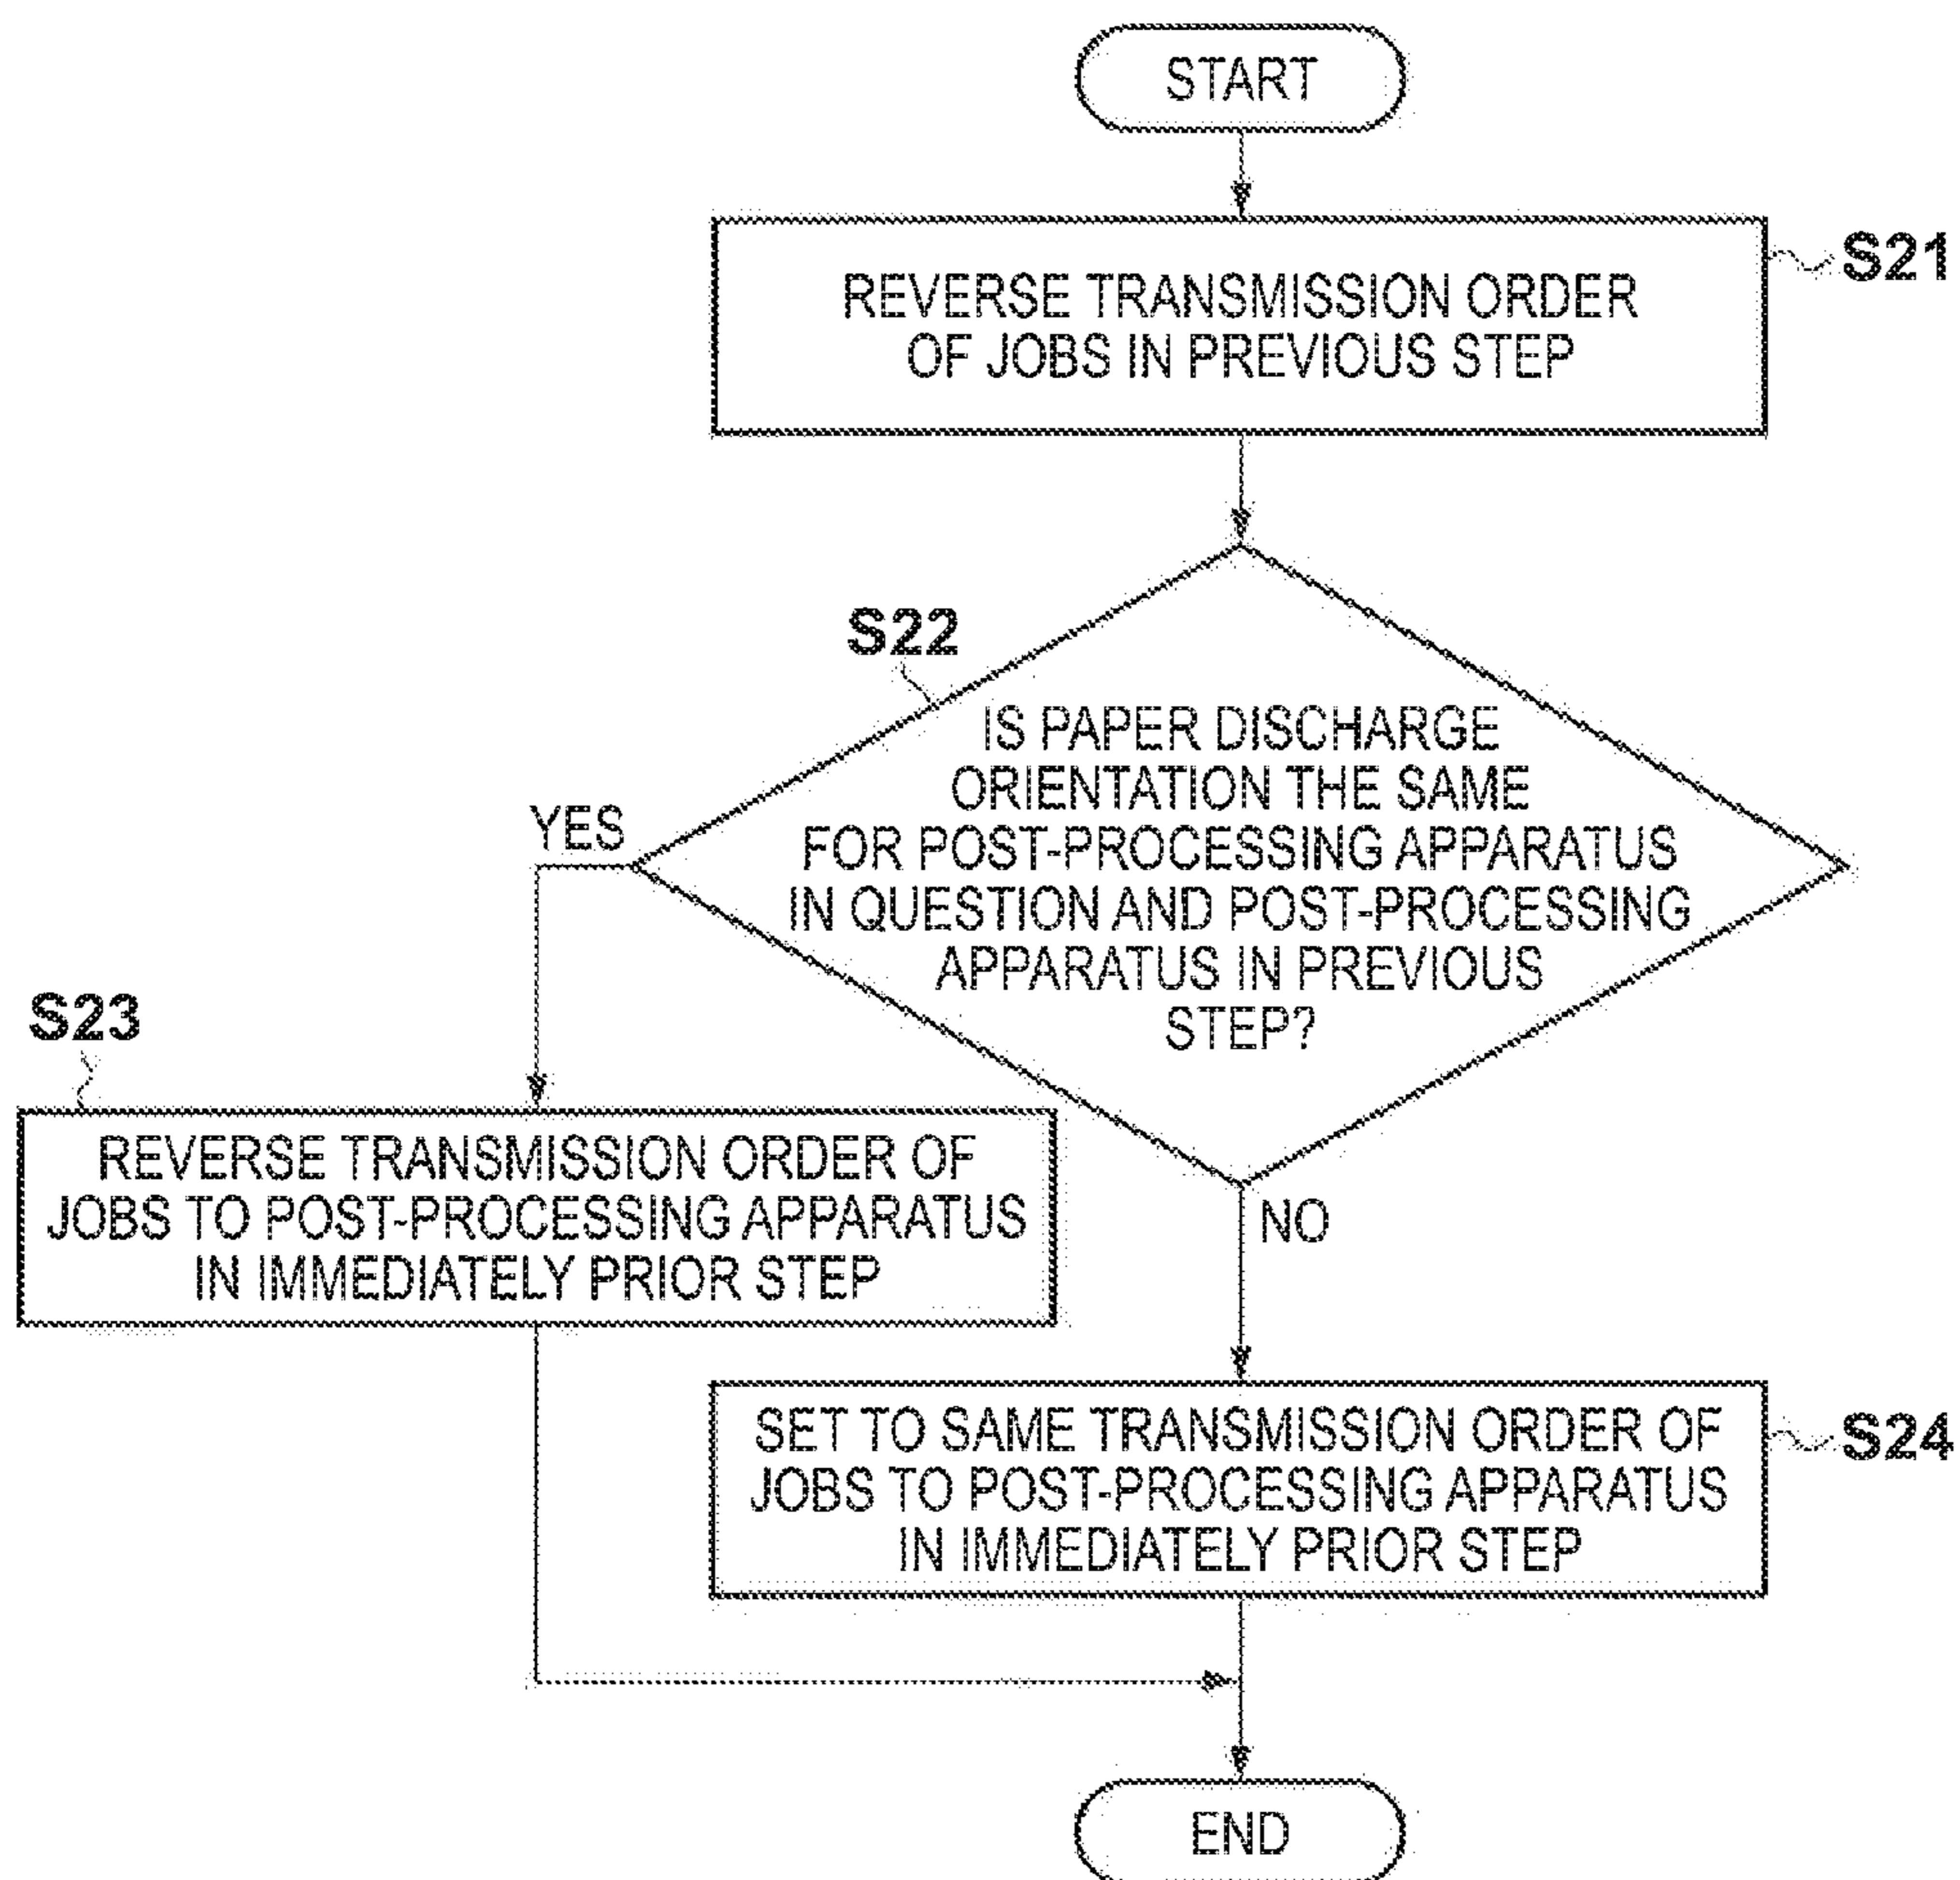 START
S21
REVERSE TRANSMISSION ORDER
OF JOBS IN PREVIOUS STEP
S22
IS PAPER DISCHARGE
ORIENTATION THE SAME
FOR POST-PROCESSING APPARATUS
IN QUESTION AND POST-PROCESSING
APPARATUS IN PREVIOUS
STEP?
YES
NO
S23
REVERSE TRANSMISSION ORDER OF
JOBS TO POST-PROCESSING APPARATUS
IN IMMEDIATELY PRIOR STEP
S24
SET TO SAME TRANSMISSION ORDER OF
JOBS TO POST-PROCESSING APPARATUS
IN IMMEDIATELY PRIOR STEP
END